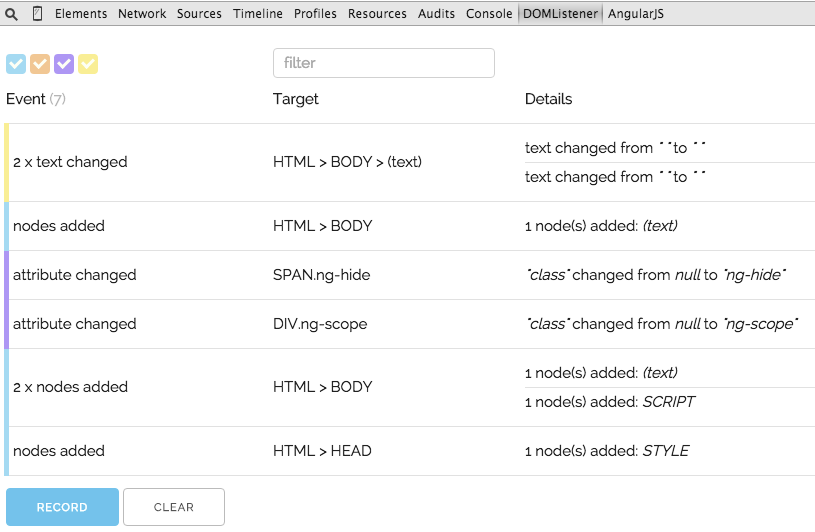 Elements Network Sources Timeline Profiles Resources Audits Console DOMListener AngularJS
filter
Event (7) Target Details
2 x text changed HTML > BODY > (text) text changed from " " to " "
text changed from " " to " "
nodes added HTML > BODY 1 node(s) added: (text)
attribute changed SPAN.ng-hide "class" changed from null to "ng-hide"
attribute changed DIV.ng-scope "class" changed from null to "ng-scope"
2 x nodes added HTML > BODY 1 node(s) added: (text)
1 node(s) added: SCRIPT
nodes added HTML > HEAD 1 node(s) added: STYLE
RECORD CLEAR